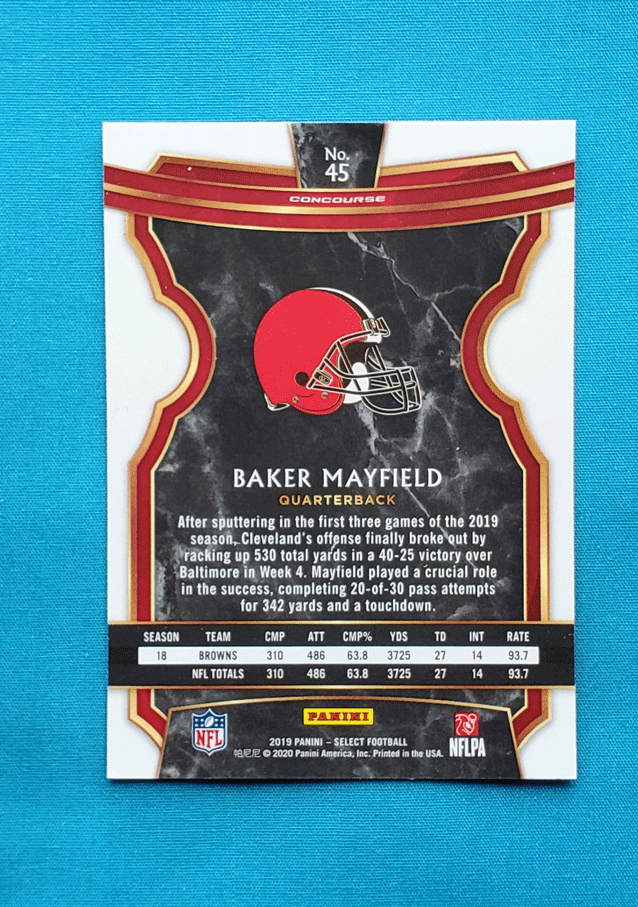 No.
45
CONCOURSE
BAKER MAYFIELD
QUARTERBACK
After sputtering in the first three games of the 2019
season, Cleveland's offense finally broke out by
racking up 530 total yards in a 40-25 victory over
Baltimore in Week 4. Mayfield played a crucial role
in the success, completing 20-of-30 pass attempts
for 342 yards and a touchdown.
SEASON TEAM CMP ATT CMP% YDS TD INT RATE
18 BROWNS 310 486 63.8 3725 27 14 93.7
NFL TOTALS 310 486 63.8 3725 27 14 93.7
PANINI
NFL
2019 PANINI – SELECT FOOTBALL
帕尼尼 © 2020 Panini America, Inc. Printed in the USA.
NFLPA